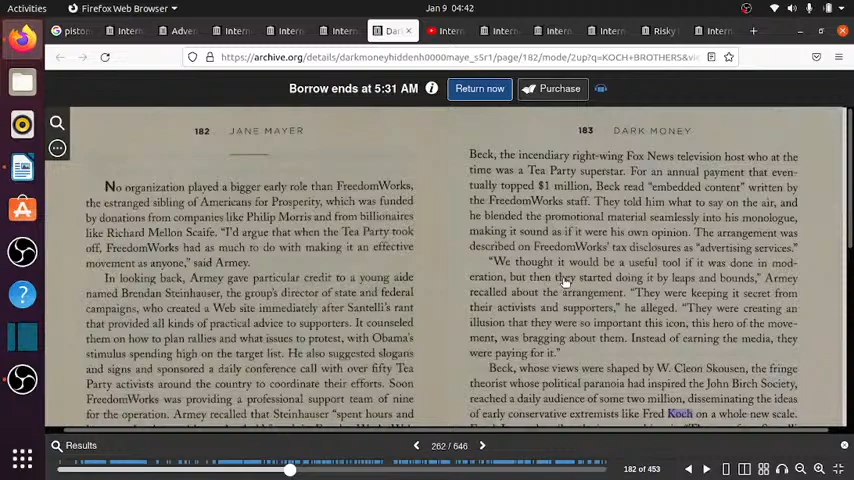 Activities
Firefox Web Browser
Jan 9 04:42
pisto
Intern
Adver
Intern
Intern
Intern
Dar
Intern
Inter
Intern
Intern
Risky
Intern
https://archive.org/details/darkmoneyhiddenh0000maye_s5r1/page/182/mode/2up?q=KOCH+BROTHERS&vi
Borrow ends at 5:31 AM
Return now
Purchase
182 JANE MAYER
No organization played a bigger early role than FreedomWorks,
the estranged sibling of Americans for Prosperity, which was funded
by donations from companies like Philip Morris and from billionaires
like Richard Mellon Scaife. “I’d argue that when the Tea Party took
off, FreedomWorks had as much to do with making it an effective
movement as anyone,” said Armey.
In looking back, Armey gave particular credit to a young aide
named Brendan Steinhauser, the group’s director of state and federal
campaigns, who created a Web site immediately after Santelli’s rant
that provided all kinds of practical advice to supporters. It counseled
them on how to plan rallies and what issues to protest, with Obama’s
stimulus spending high on the target list. He also suggested slogans
and signs and sponsored a daily conference call with over fifty Tea
Party activists around the country to coordinate their efforts. Soon
FreedomWorks was providing a professional support team of nine
for the operation. Armey recalled that Steinhauser “spent hours and
183 DARK MONEY
Beck, the incendiary right-wing Fox News television host who at the
time was a Tea Party superstar. For an annual payment that even-
tually topped $1 million, Beck read “embedded content” written by
the FreedomWorks staff. They told him what to say on the air, and
he blended the promotional material seamlessly into his monologue,
making it sound as if it were his own opinion. The arrangement was
described on FreedomWorks’ tax disclosures as “advertising services.”
“We thought it would be a useful tool if it was done in mod-
eration, but then they started doing it by leaps and bounds,” Armey
recalled about the arrangement. “They were keeping it secret from
their activists and supporters,” he alleged. “They were creating an
illusion that they were so important this icon, this hero of the move-
ment, was bragging about them. Instead of earning the media, they
were paying for it.”
Beck, whose views were shaped by W. Cleon Skousen, the fringe
theorist whose political paranoia had inspired the John Birch Society,
reached a daily audience of some two million, disseminating the ideas
of early conservative extremists like Fred Koch on a whole new scale.
Results
262 / 646
182 of 453